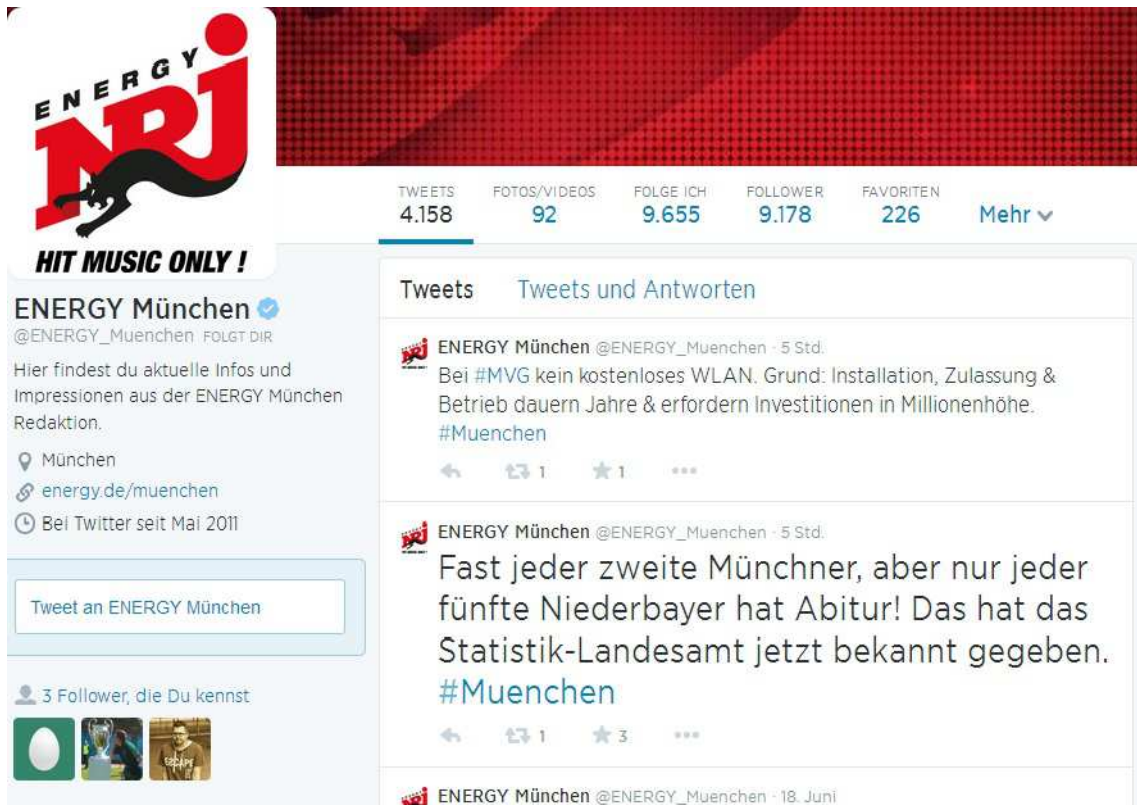 ENERGY
NRJ
HIT MUSIC ONLY !
ENERGY München
@ENERGY_Muenchen FOLGT DIR
Hier findest du aktuelle Infos und
Impressionen aus der ENERGY München
Redaktion.
München
energy.de/muenchen
Bei Twitter seit Mai 2011
Tweet an ENERGY München
3 Follower, die Du kennst
TWEETS FOTOS/VIDEOS FOLGE ICH FOLLOWER FAVORITEN
4.158 92 9.655 9.178 226 Mehr
Tweets Tweets und Antworten
ENERGY München @ENERGY_Muenchen · 5 Std.
Bei #MVG kein kostenloses WLAN. Grund: Installation, Zulassung &
Betrieb dauern Jahre & erfordern Investitionen in Millionenhöhe.
#Muenchen
1 1
ENERGY München @ENERGY_Muenchen · 5 Std.
Fast jeder zweite Münchner, aber nur jeder
fünfte Niederbayer hat Abitur! Das hat das
Statistik-Landesamt jetzt bekannt gegeben.
#Muenchen
1 3
ENERGY München @ENERGY_Muenchen · 18. Juni